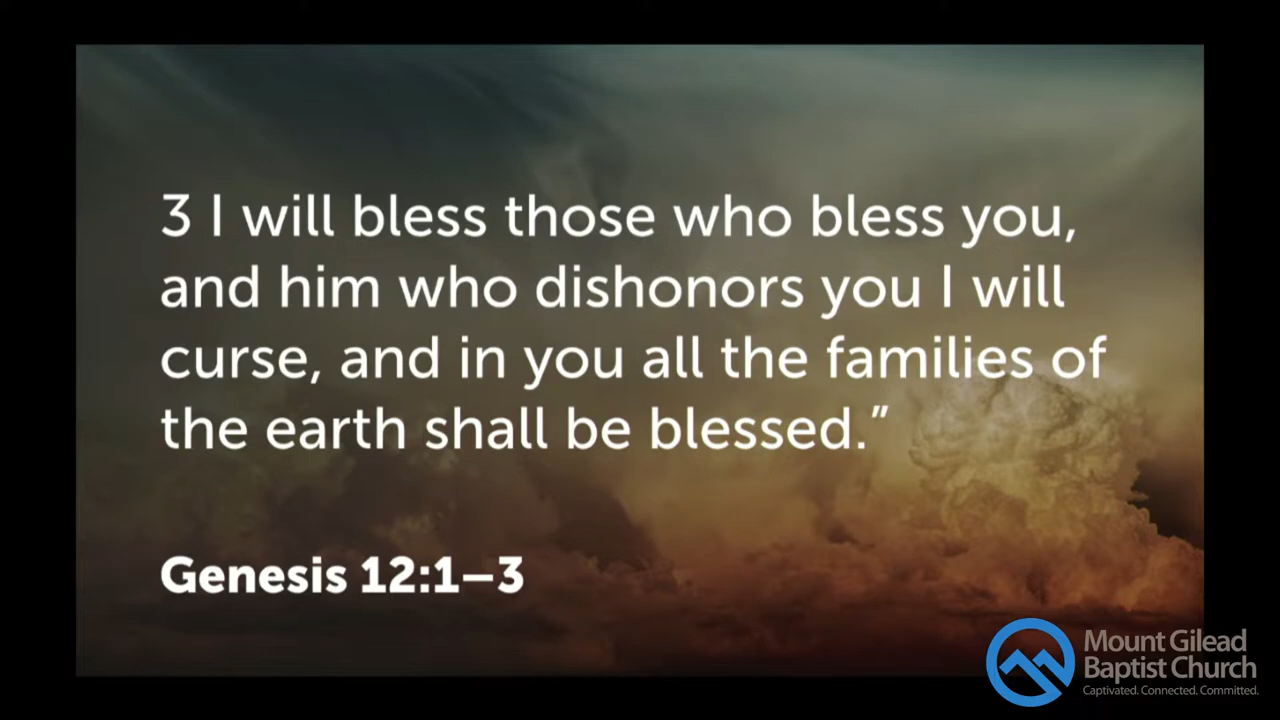 3 I will bless those who bless you,
and him who dishonors you I will
curse, and in you all the families of
the earth shall be blessed.”
Genesis 12:1–3
Mount Gilead
Baptist Church
Captivated. Connected. Committed.